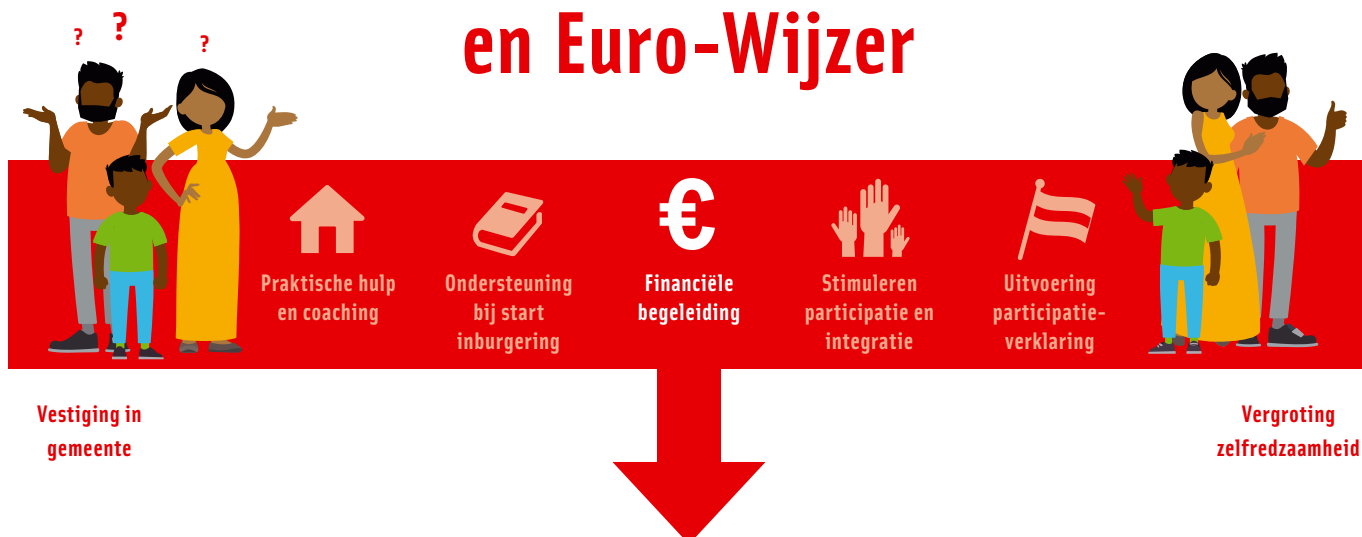 ? ? ?
en Euro-Wijzer
€
Praktische hulp
en coaching
Ondersteuning
bij start
inburgering
Financiële
begeleiding
Stimuleren
participatie en
integratie
Uitvoering
participatie-
verklaring
Vestiging in
gemeente
Vergroting
zelfredzaamheid